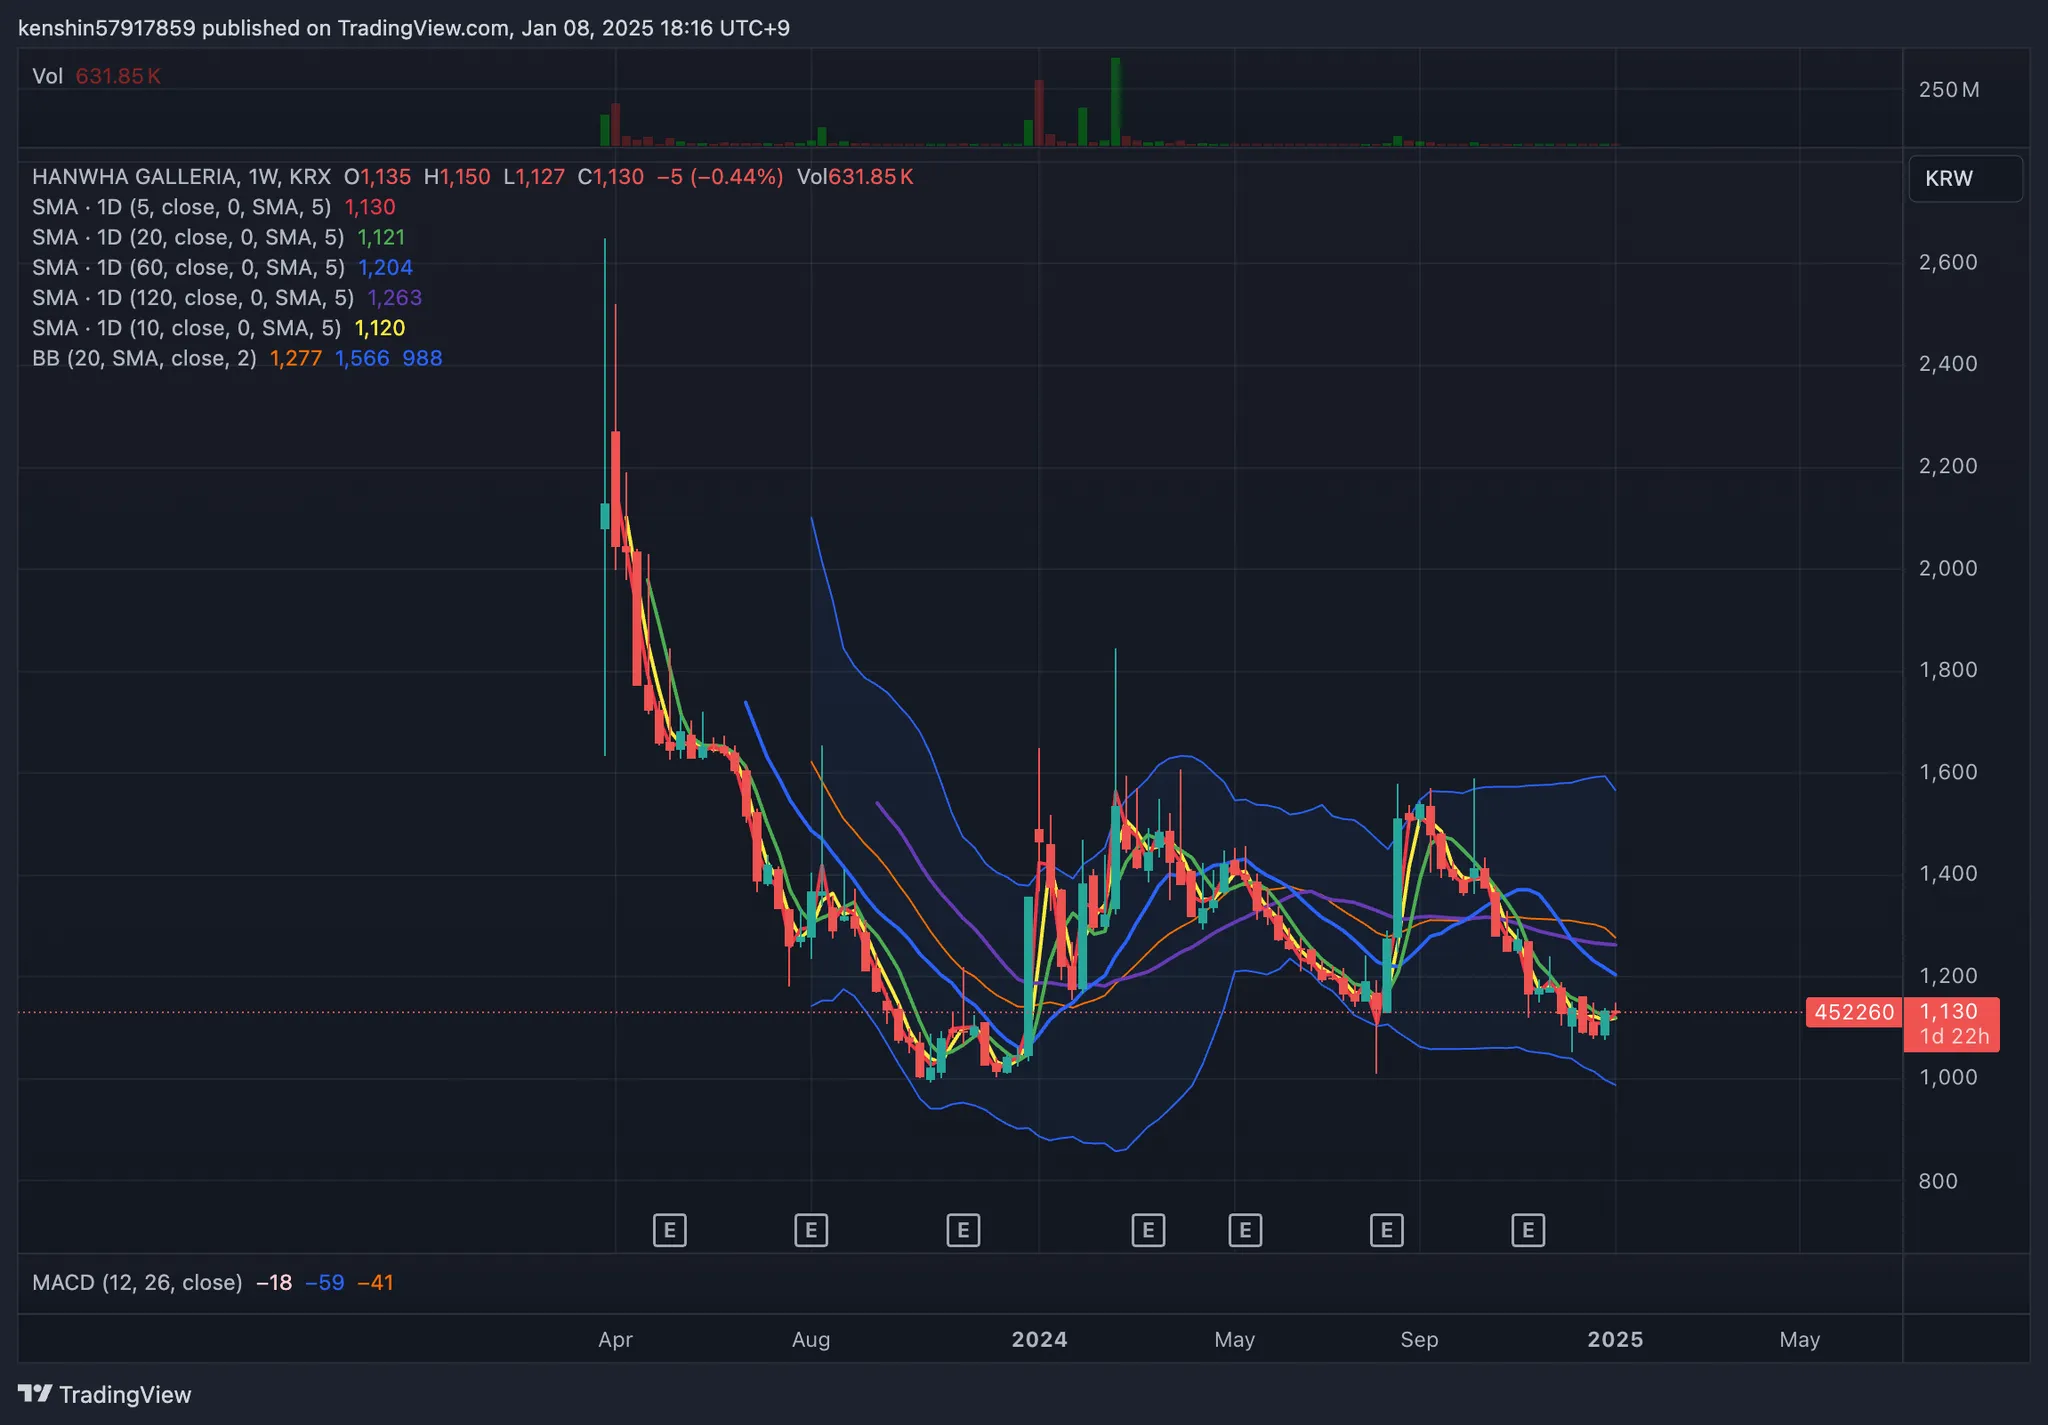 kenshin57917859 published on TradingView.com, Jan 08, 2025 18:16 UTC+9
Vol 631.85 K
250 M
HANWHA GALLERIA, 1W, KRX O1,135 H1,150 L1,127 C1,130 −5 (−0.44%) Vol631.85 K
KRW
SMA · 1D (5, close, 0, SMA, 5) 1,130
SMA · 1D (20, close, 0, SMA, 5) 1,121
SMA · 1D (60, close, 0, SMA, 5) 1,204
SMA · 1D (120, close, 0, SMA, 5) 1,263
SMA · 1D (10, close, 0, SMA, 5) 1,120
BB (20, SMA, close, 2) 1,277 1,566 988
2,600
2,400
2,200
2,000
1,800
1,600
1,400
1,200
452260 1,130
1d 22h
1,000
800
E E E E E E E
MACD (12, 26, close) −18 −59 −41
Apr Aug 2024 May Sep 2025 May
TradingView